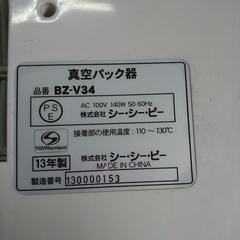 真空パック器
品番 BZ-V34
PSE
AC 100V 140W 50-60Hz
株式会社 シー・シー・ピー
S
TÜVRheinland
接着部の使用温度：110～130℃
13年製
株式会社 シー・シー・ピー
MADE IN CHINA
製造番号 130000153